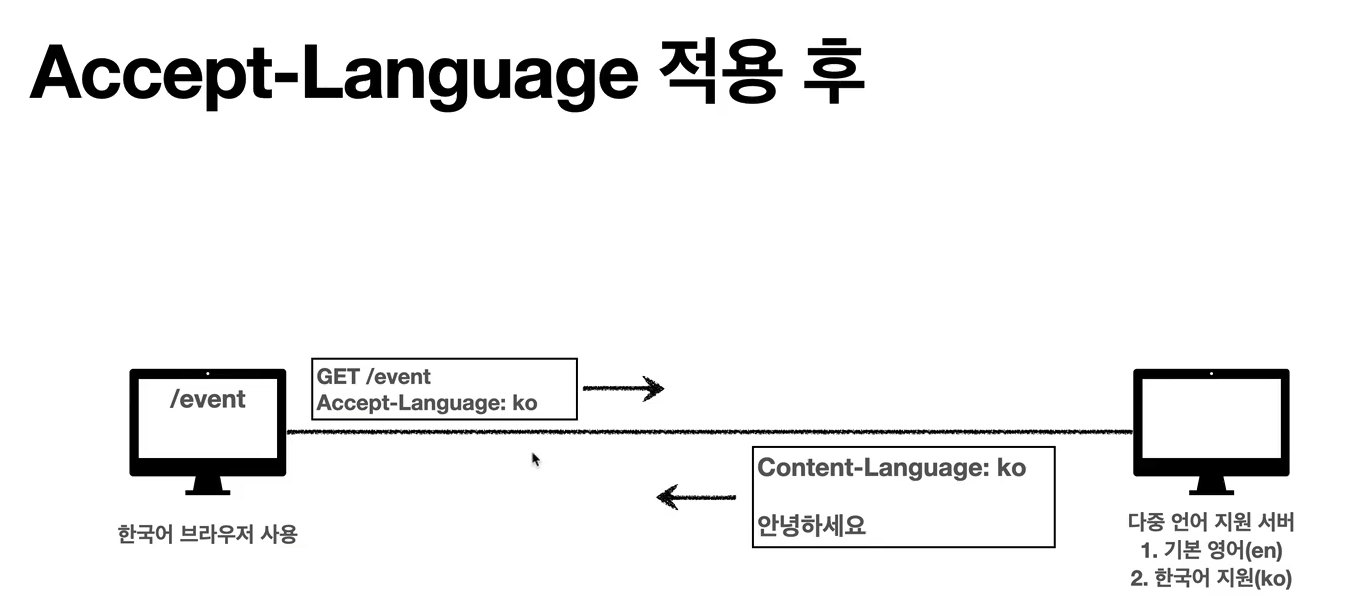 Accept-Language 적용 후
/event
GET /event
Accept-Language: ko
Content-Language: ko
안녕하세요
한국어 브라우저 사용
다중 언어 지원 서버
1. 기본 영어(en)
2. 한국어 지원(ko)